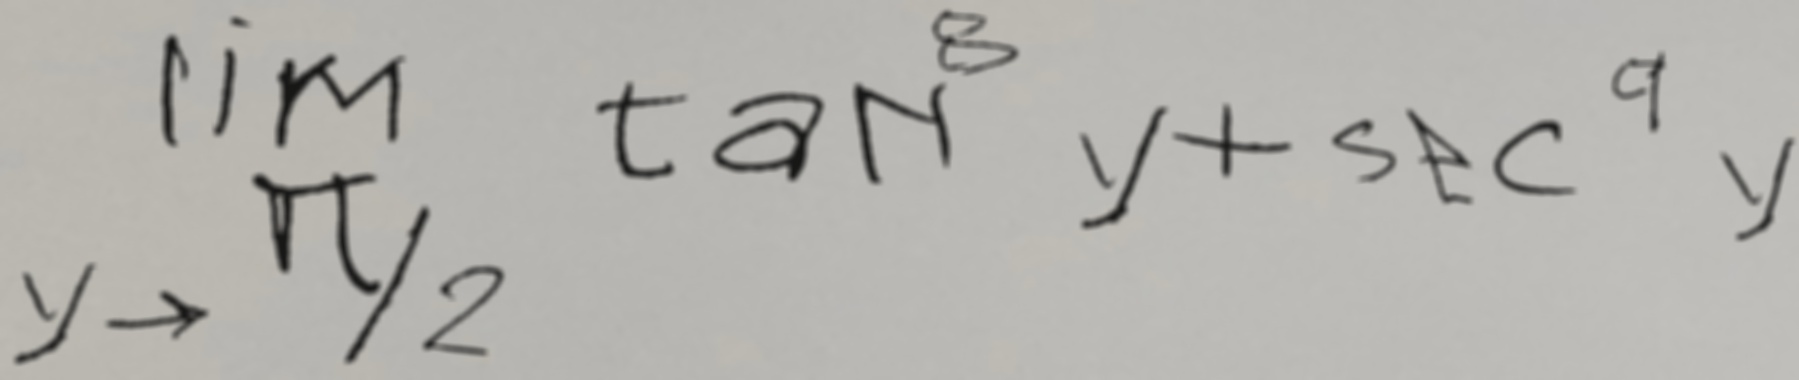 lim tan⁸ y + sec⁹ y
y → π/2